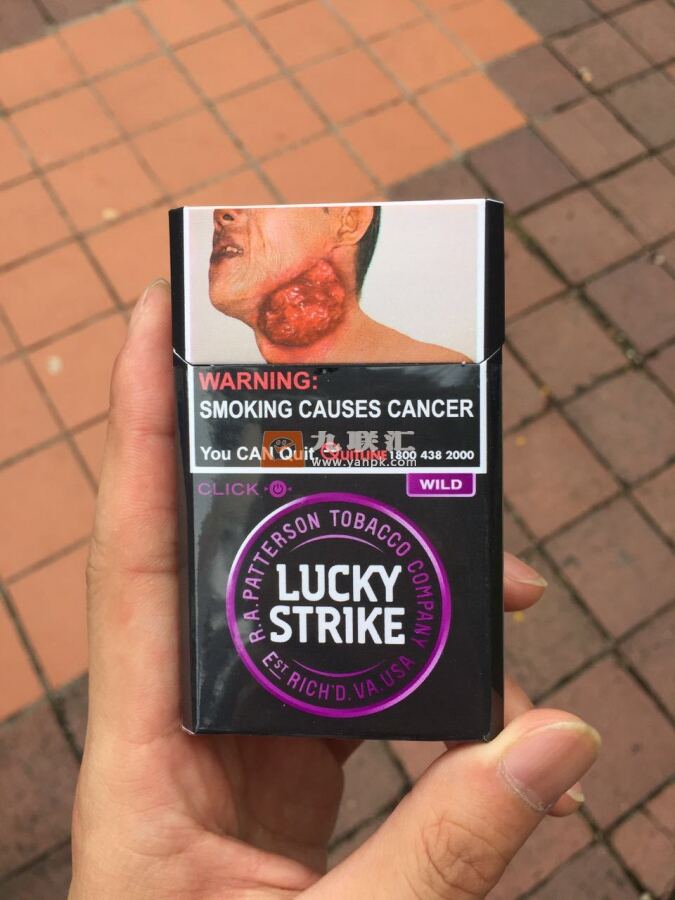 WARNING:
SMOKING CAUSES CANCER
You CAN Quit QUITLINE 1800 438 2000
九联汇
www.yanpk.com
CLICK
WILD
R.A.PATTERSON TOBACCO COMPANY
LUCKY
STRIKE
EST RICH'D.VA.USA